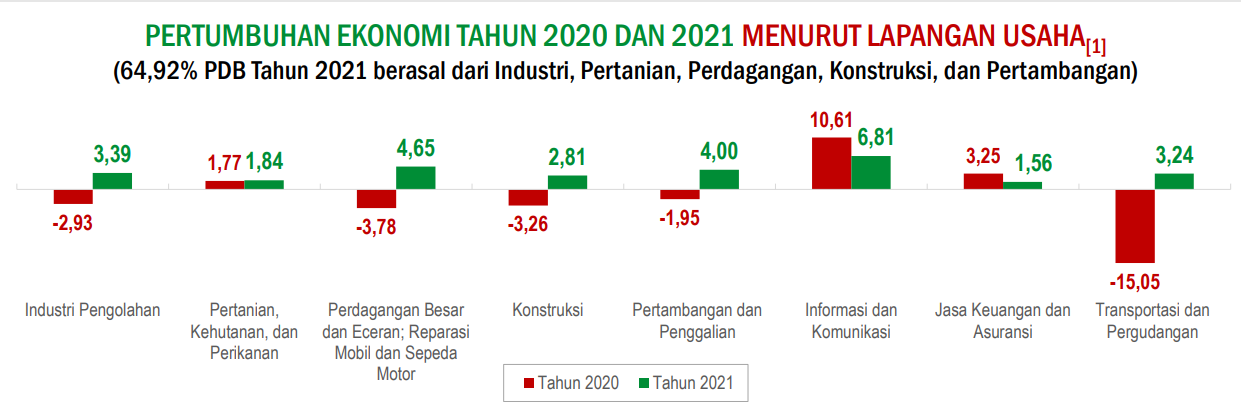 PERTUMBUHAN EKONOMI TAHUN 2020 DAN 2021 MENURUT LAPANGAN USAHA[1]
(64,92% PDB Tahun 2021 berasal dari Industri, Pertanian, Perdagangan, Konstruksi, dan Pertambangan)
-2,93
3,39
1,77
1,84
-3,78
4,65
-3,26
2,81
-1,95
4,00
10,61
6,81
3,25
1,56
-15,05
3,24
Industri Pengolahan
Pertanian,
Kehutanan, dan
Perikanan
Perdagangan Besar
dan Eceran; Reparasi
Mobil dan Sepeda
Motor
Konstruksi
Pertambangan dan
Penggalian
Informasi dan
Komunikasi
Jasa Keuangan dan
Asuransi
Transportasi dan
Pergudangan
Tahun 2020
Tahun 2021